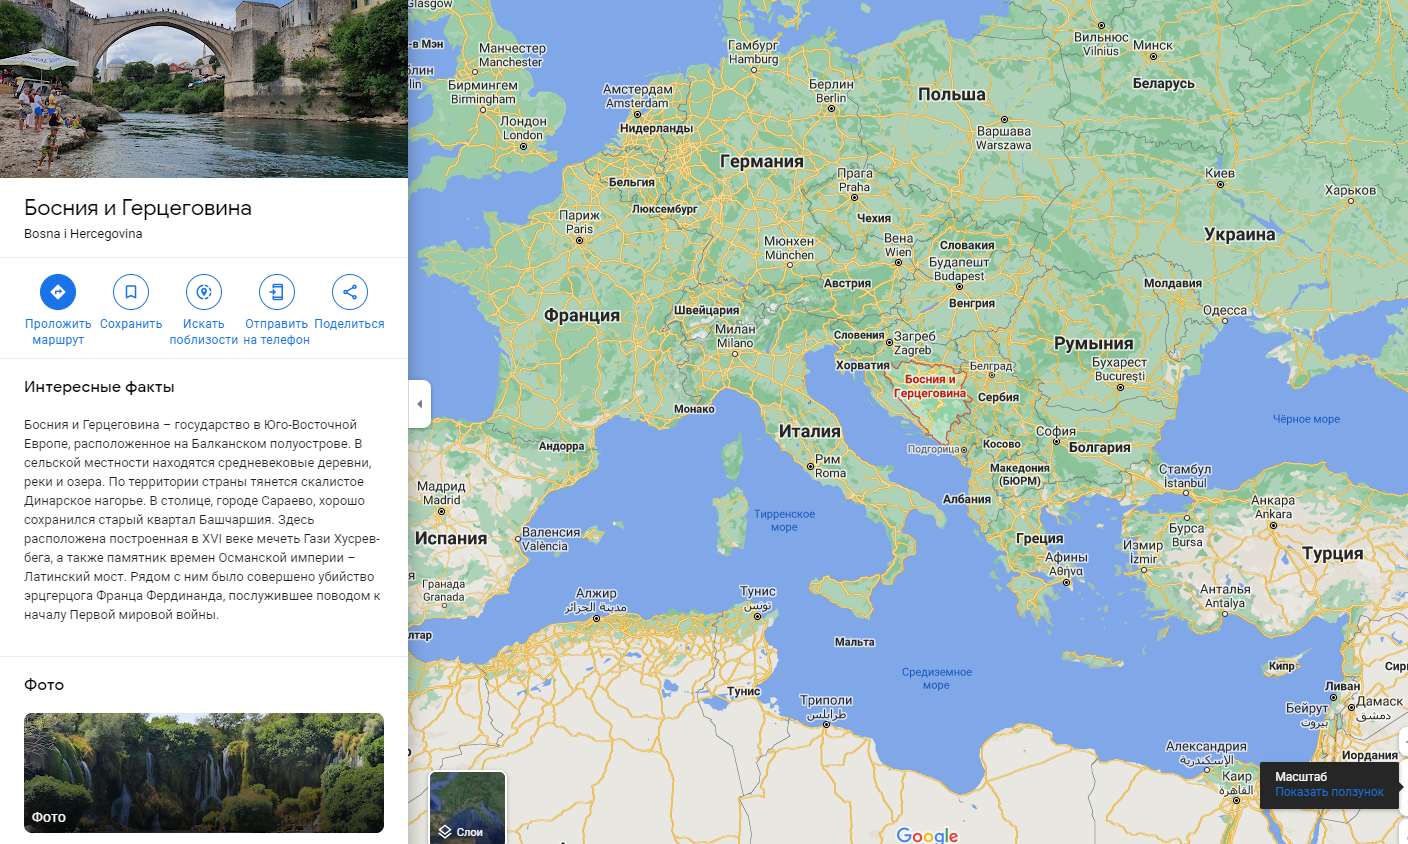 Босния и Герцеговина
Bosna i Hercegovina
Проложить
маршрут
Сохранить
Искать
поблизости
Отправить
на телефон
Поделиться
Интересные факты
Босния и Герцеговина – государство в Юго-Восточной
Европе, расположенное на Балканском полуострове. В
сельской местности находятся средневековые деревни,
реки и озера. По территории страны тянется скалистое
Динарское нагорье. В столице, городе Сараево, хорошо
сохранился старый квартал Башчаршия. Здесь
расположена построенная в XVI веке мечеть Гази Хусрев-
бега, а также памятник времен Османской империи –
Латинский мост. Рядом с ним было совершено убийство
эрцгерцога Франца Фердинанда, послужившее поводом к
началу Первой мировой войны.
Фото
Фото
Glasgow
-в Мэн
Манчестер
Manchester
блин
lin
Бирмингем
Birmingham
Лондон
London
Гамбург
Hamburg
Амстердам
Amsterdam
Нидерланды
Берлин
Berlin
Польша
Вильнюс
Vilnius
Минск
Беларусь
Варшава
Warszawa
Германия
Бельгия
Люксембург
Прага
Praha
Чехия
Киев
Харьков
Париж
Paris
Мюнхен
München
Вена
Wien
Словакия
Украина
Будапешт
Budapest
Австрия
Венгрия
Молдавия
Одесса
Франция
Швейцария
Милан
Milano
Словения
Загреб
Zagreb
Румыния
Хорватия
Белград
Бухарест
București
Босния и
Герцеговина
Сербия
Монако
Италия
Чёрное море
Андорра
София
Косово
Болгария
Подгорица
Рим
Roma
Македония
(БЮРМ)
Стамбул
İstanbul
Мадрид
Madrid
Албания
Анкара
Ankara
Тирренское
море
Валенсия
València
Испания
Бурса
Bursa
Греция
Измир
İzmir
Турция
Афины
Αθήνα
я
Гранада
Granada
Алжир
مدينة الجزائر
Тунис
تونس
Анталья
Antalya
лтар
Мальта
Средиземное
море
Кипр
Сири
Тунис
Триполи
طرابلس
Ливан
Бейрут
بيروت
Дамаск
دمشق
Александрия
الإسكندرية
Иордания
Каир
القاهرة
Масштаб
Показать ползунок
Слои
Google